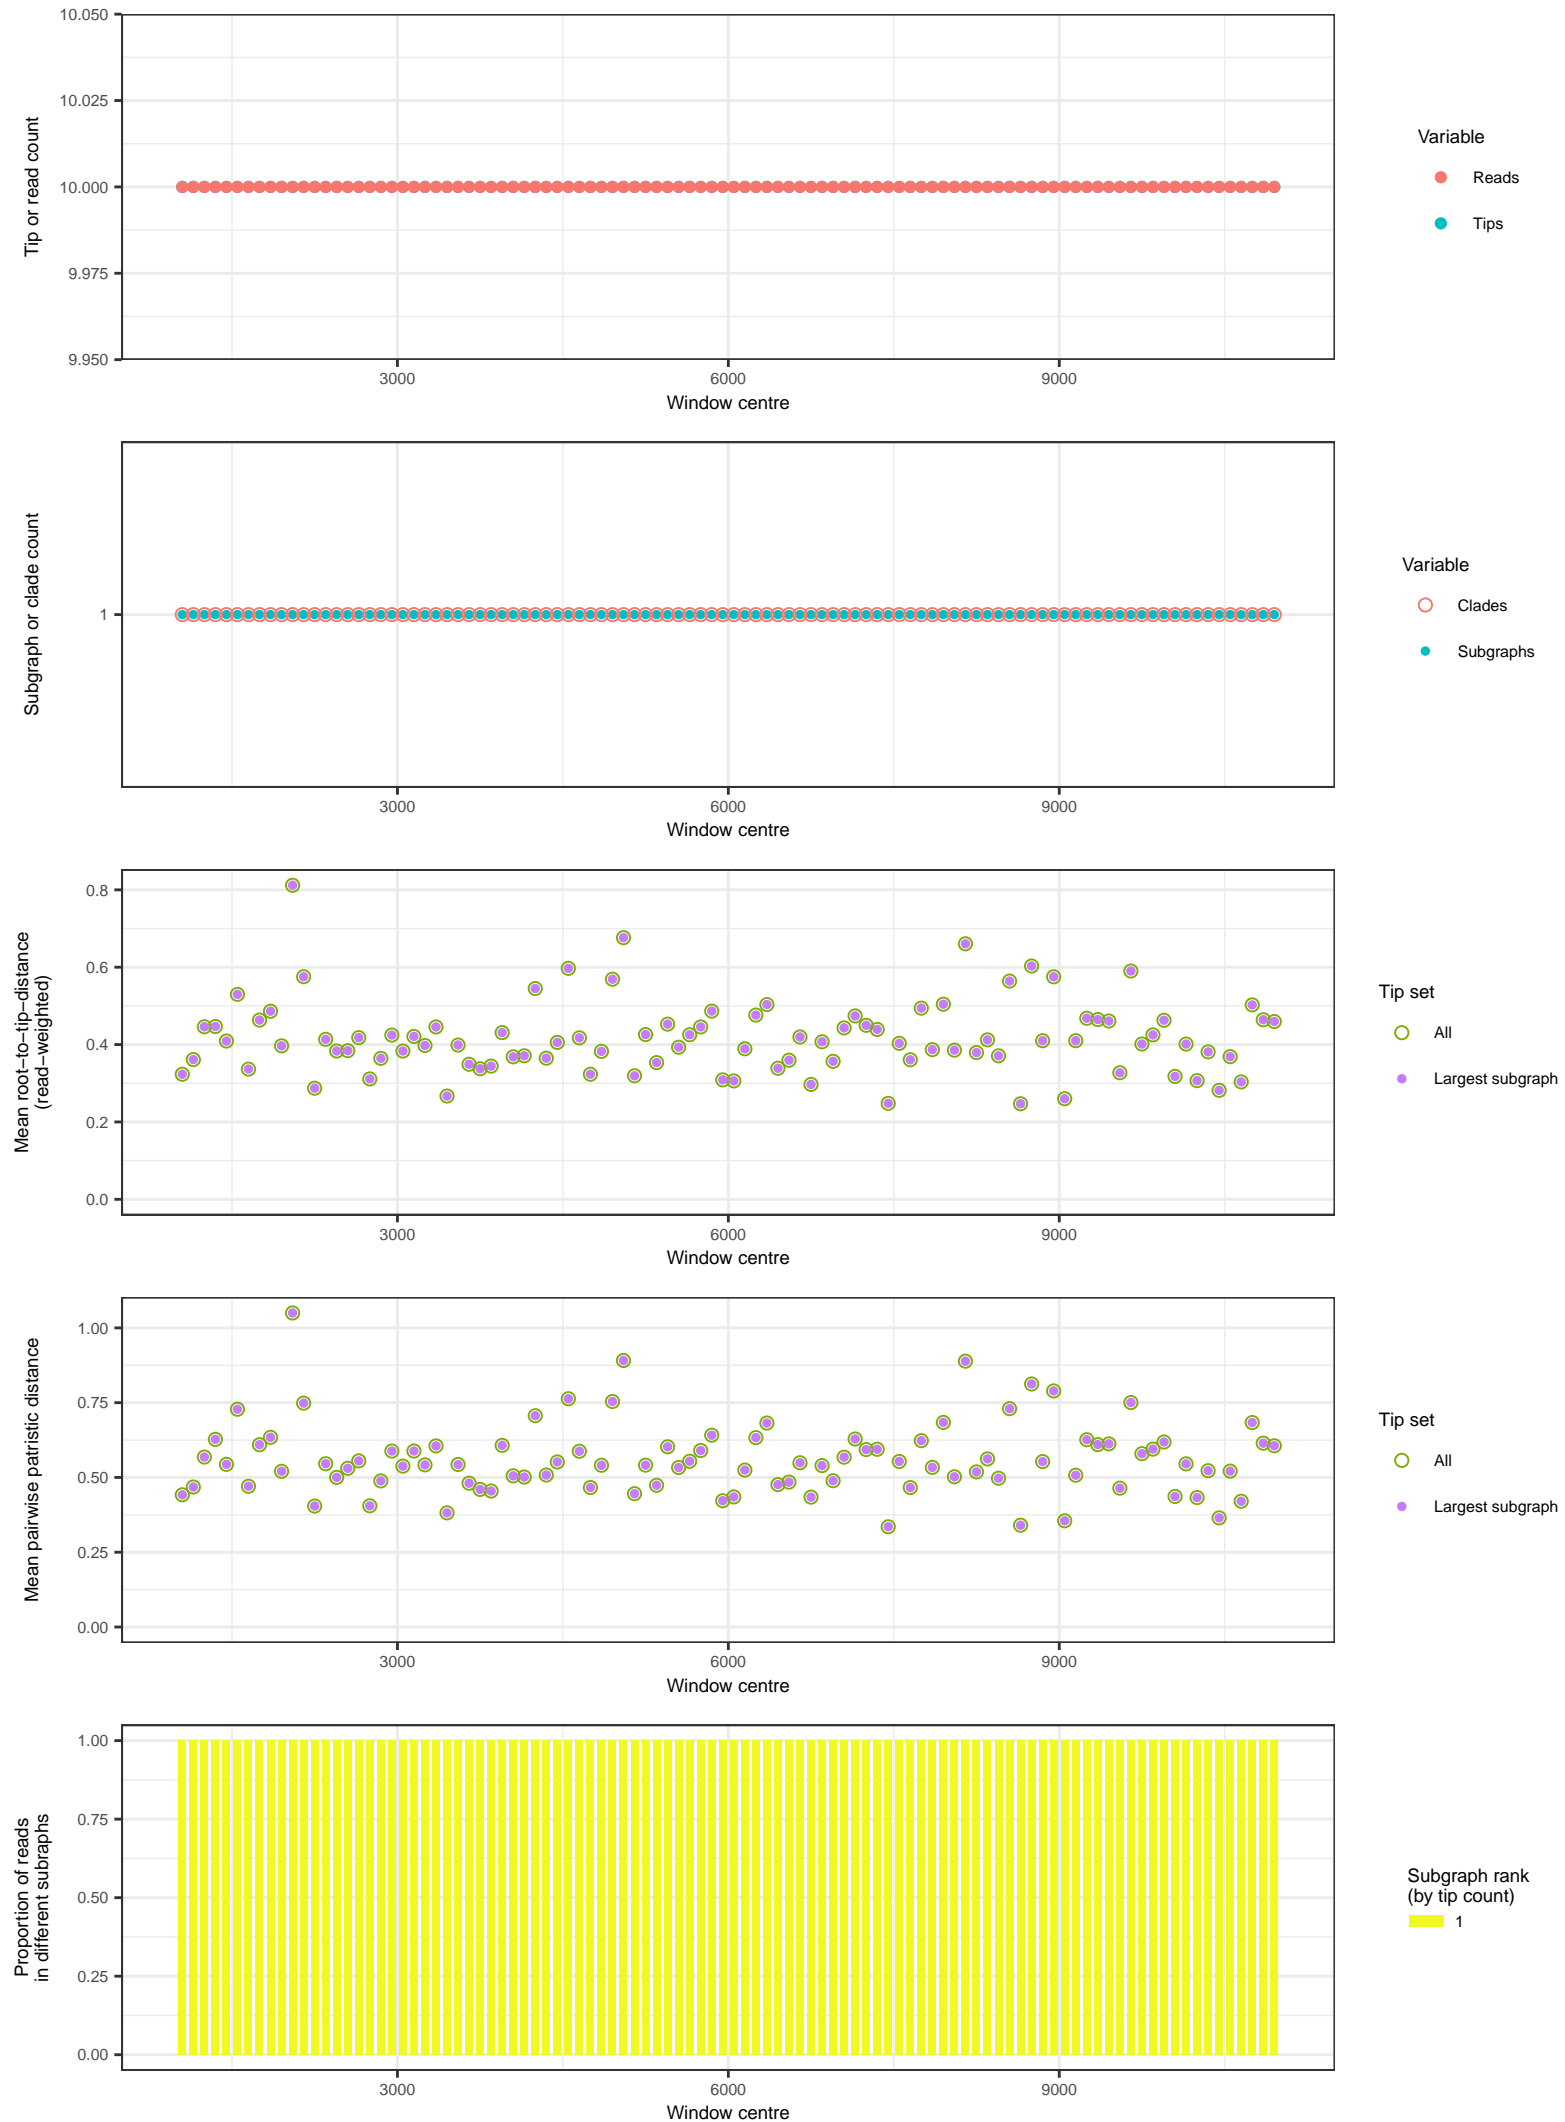 10.050
10.025
10.000
9.975
9.950
Tip or read count
3000
6000
9000
Window centre
Variable
Reads
Tips
1
Subgraph or clade count
3000
6000
9000
Window centre
Variable
Clades
Subgraphs
0.8
0.6
0.4
0.2
0.0
Mean root−to−tip−distance
(read−weighted)
3000
6000
9000
Window centre
Tip set
All
Largest subgraph
1.00
0.75
0.50
0.25
0.00
Mean pairwise patristic distance
3000
6000
9000
Window centre
Tip set
All
Largest subgraph
1.00
0.75
0.50
0.25
0.00
Proportion of reads
in different subraphs
3000
6000
9000
Window centre
Subgraph rank
(by tip count)
1